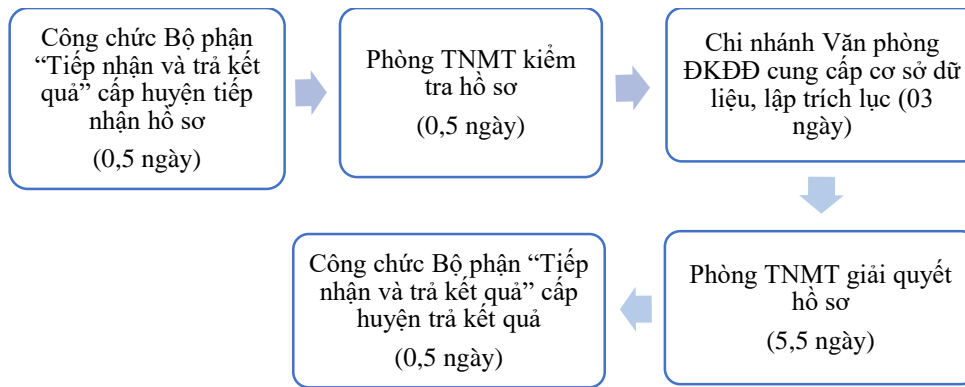 Công chức Bộ phận
“Tiếp nhận và trả kết
quả” cấp huyện tiếp
nhận hồ sơ
(0,5 ngày)
Phòng TNMT kiểm
tra hồ sơ
(0,5 ngày)
Chi nhánh Văn phòng
ĐKĐĐ cung cấp cơ sở dữ
liệu, lập trích lục (03
ngày)
Phòng TNMT giải quyết
hồ sơ
(5,5 ngày)
Công chức Bộ phận “Tiếp
nhận và trả kết quả” cấp
huyện trả kết quả
(0,5 ngày)